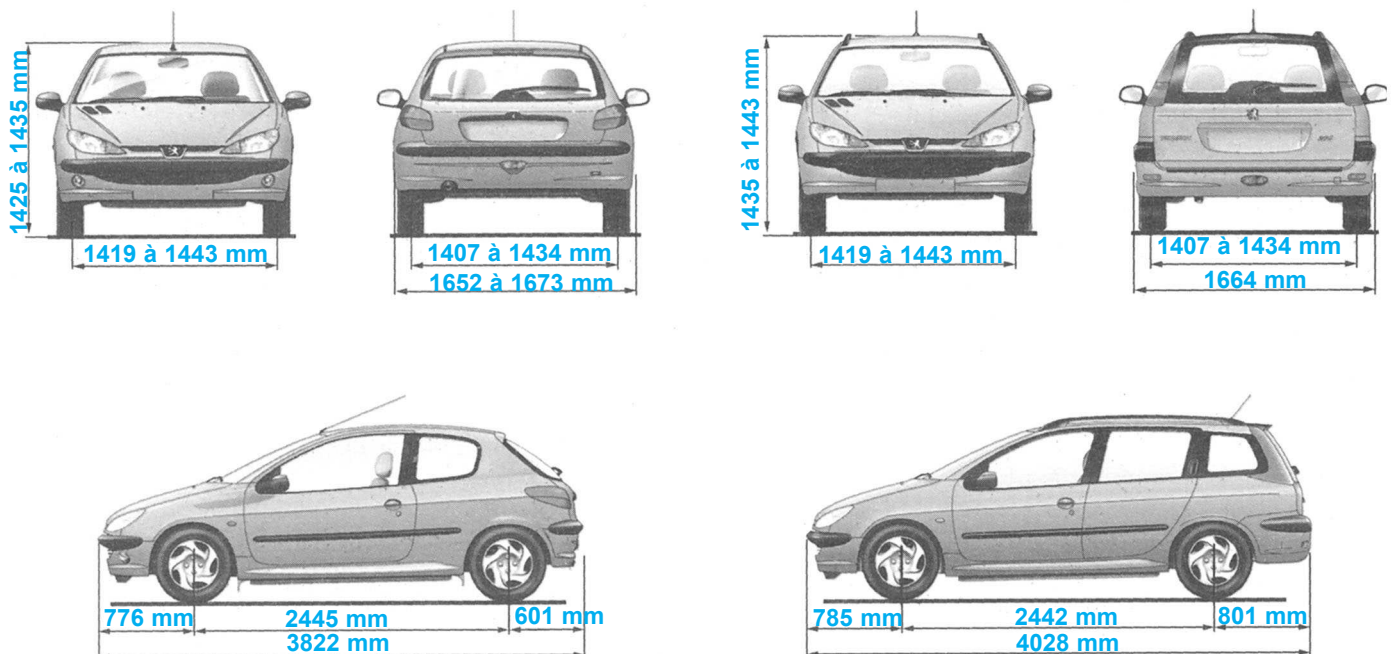 1425 à 1435 mm
1419 à 1443 mm
1407 à 1434 mm
1652 à 1673 mm
1435 à 1443 mm
1419 à 1443 mm
1407 à 1434 mm
1664 mm
776 mm
2445 mm
601 mm
3822 mm
785 mm
2442 mm
801 mm
4028 mm